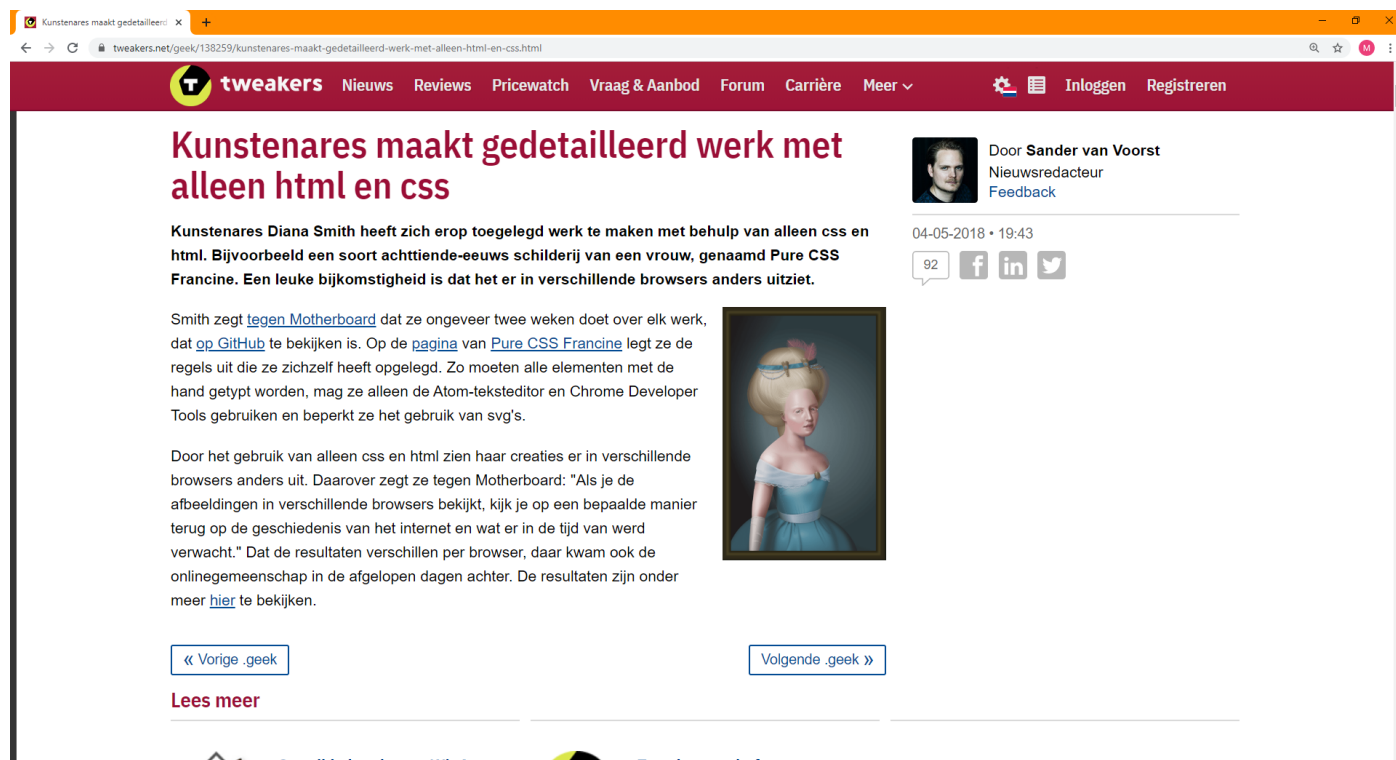 Kunstenares maakt gedetailleerd
tweakers.net/geek/138259/kunstenares-maakt-gedetailleerd-werk-met-alleen-html-en-css.html
M
tweakers Nieuws Reviews Pricewatch Vraag & Aanbod Forum Carrière Meer Inloggen Registreren
Kunstenares maakt gedetailleerd werk met
alleen html en css
Kunstenares Diana Smith heeft zich erop toegelegd werk te maken met behulp van alleen css en
html. Bijvoorbeeld een soort achttiende-eeuws schilderij van een vrouw, genaamd Pure CSS
Francine. Een leuke bijkomstigheid is dat het er in verschillende browsers anders uitziet.
Smith zegt tegen Motherboard dat ze ongeveer twee weken doet over elk werk,
dat op GitHub te bekijken is. Op de pagina van Pure CSS Francine legt ze de
regels uit die ze zichzelf heeft opgelegd. Zo moeten alle elementen met de
hand getypt worden, mag ze alleen de Atom-teksteditor en Chrome Developer
Tools gebruiken en beperkt ze het gebruik van svg's.
Door het gebruik van alleen css en html zien haar creaties er in verschillende
browsers anders uit. Daarover zegt ze tegen Motherboard: "Als je de
afbeeldingen in verschillende browsers bekijkt, kijk je op een bepaalde manier
terug op de geschiedenis van het internet en wat er in de tijd van werd
verwacht." Dat de resultaten verschillen per browser, daar kwam ook de
onlinegemeenschap in de afgelopen dagen achter. De resultaten zijn onder
meer hier te bekijken.
« Vorige .geek
Volgende .geek »
Lees meer
Door Sander van Voorst
Nieuwsredacteur
Feedback
04-05-2018 • 19:43
92